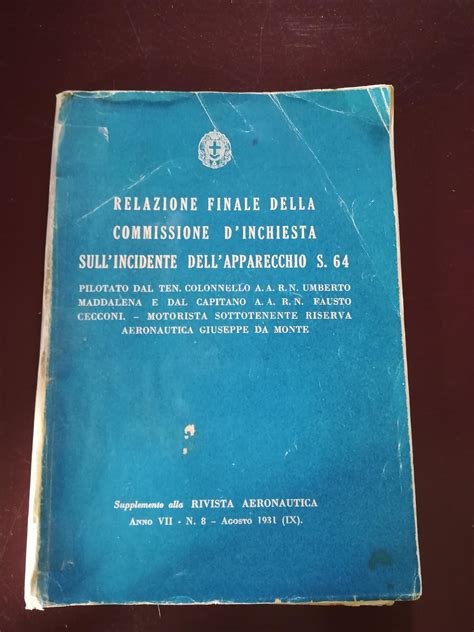 RELAZIONE FINALE DELLA
COMMISSIONE D'INCHIESTA
SULL'INCIDENTE DELL'APPARECCHIO S. 64
PILOTATO DAL TEN. COLONNELLO A. A. R. N. UMBERTO
MADDALENA E DAL CAPITANO A. A. R. N. FAUSTO
CECCONI. – MOTORISTA SOTTOTENENTE RISERVA
AERONAUTICA GIUSEPPE DA MONTE
Supplemento alla RIVISTA AERONAUTICA
ANNO VII - N. 8 – AGOSTO 1931 (IX).